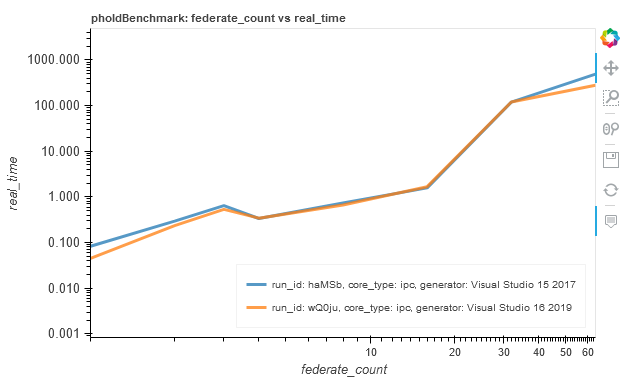 pholdBenchmark: federate_count vs real_time
1000.000
100.000
10.000
1.000
0.100
0.010
0.001
real_time
run_id: haMSb, core_type: ipc, generator: Visual Studio 15 2017
run_id: wQ0ju, core_type: ipc, generator: Visual Studio 16 2019
10 20 30 40 50 60
federate_count